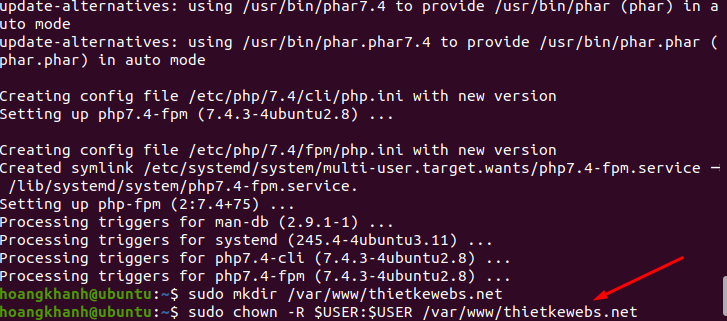 update-alternatives: using /usr/bin/phar7.4 to provide /usr/bin/phar (phar) in a
uto mode
update-alternatives: using /usr/bin/phar.phar7.4 to provide /usr/bin/phar.phar (
phar.phar) in auto mode
Creating config file /etc/php/7.4/cli/php.ini with new version
Setting up php7.4-fpm (7.4.3-4ubuntu2.8) ...
Creating config file /etc/php/7.4/fpm/php.ini with new version
Created symlink /etc/systemd/system/multi-user.target.wants/php7.4-fpm.service —
/lib/systemd/system/php7.4-fpm.service.
Setting up php-fpm (2:7.4+75) ...
Processing triggers for man-db (2.9.1-1) ...
Processing triggers for systemd (245.4-4ubuntu3.11) ...
Processing triggers for php7.4-cli (7.4.3-4ubuntu2.8) ...
Processing triggers for php7.4-fpm (7.4.3-4ubuntu2.8) ...
hoangkhanh@ubuntu:~$ sudo mkdir /var/www/thietkewebs.net
hoangkhanh@ubuntu:~$ sudo chown -R $USER:$USER /var/www/thietkewebs.net